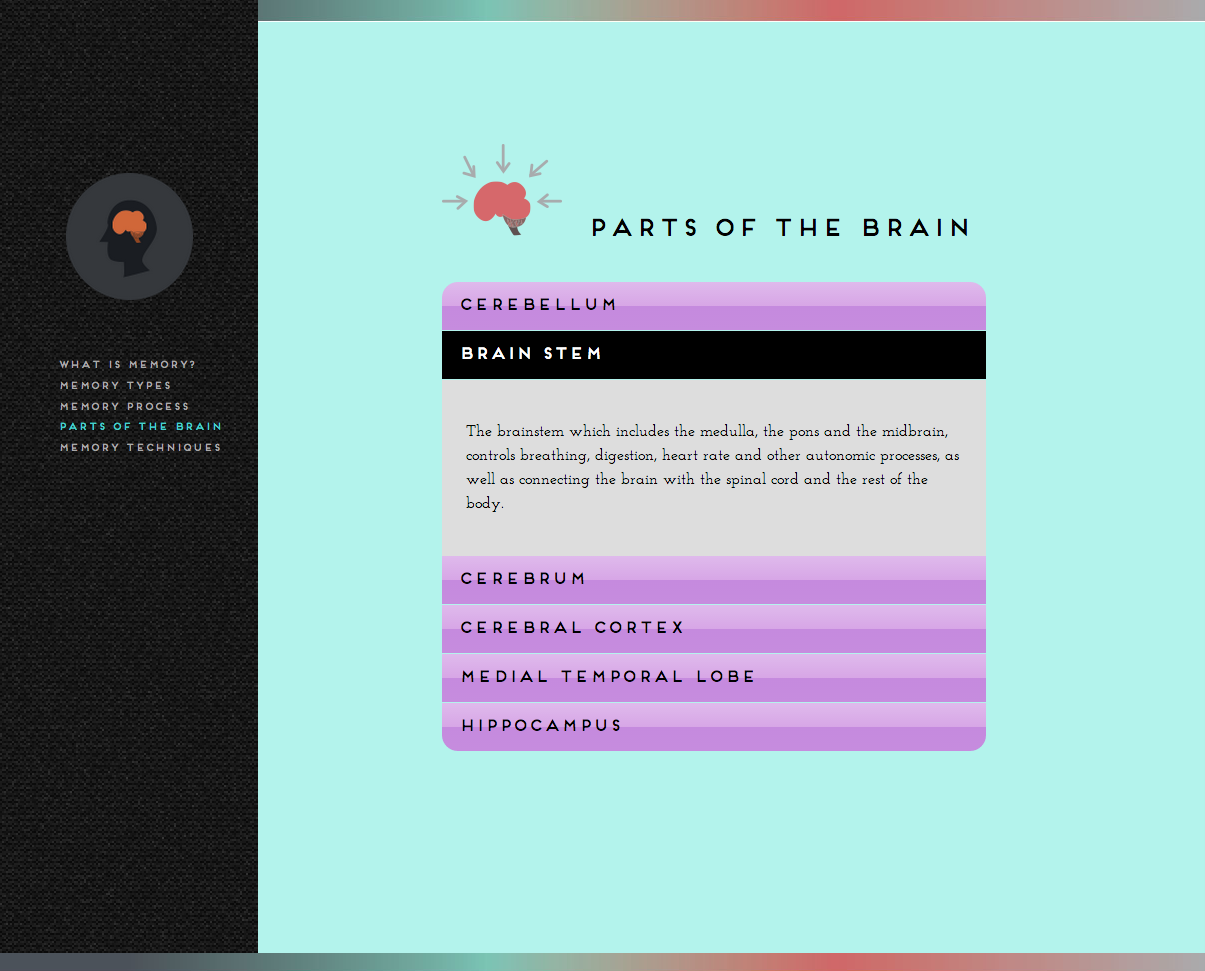 WHAT IS MEMORY?
MEMORY TYPES
MEMORY PROCESS
PARTS OF THE BRAIN
MEMORY TECHNIQUES
PARTS OF THE BRAIN
CEREBELLUM
BRAIN STEM
The brainstem which includes the medulla, the pons and the midbrain,
controls breathing, digestion, heart rate and other autonomic processes, as
well as connecting the brain with the spinal cord and the rest of the
body.
CEREBRUM
CEREBRAL CORTEX
MEDIAL TEMPORAL LOBE
HIPPOCAMPUS